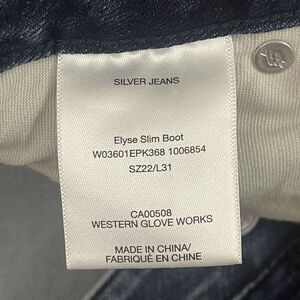 SILVER JEANS
Elyse Slim Boot
W03601EPK368 1006854
SZ22/L31
CA00508
WESTERN GLOVE WORKS
MADE IN CHINA/
FABRIQUÉ EN CHINE